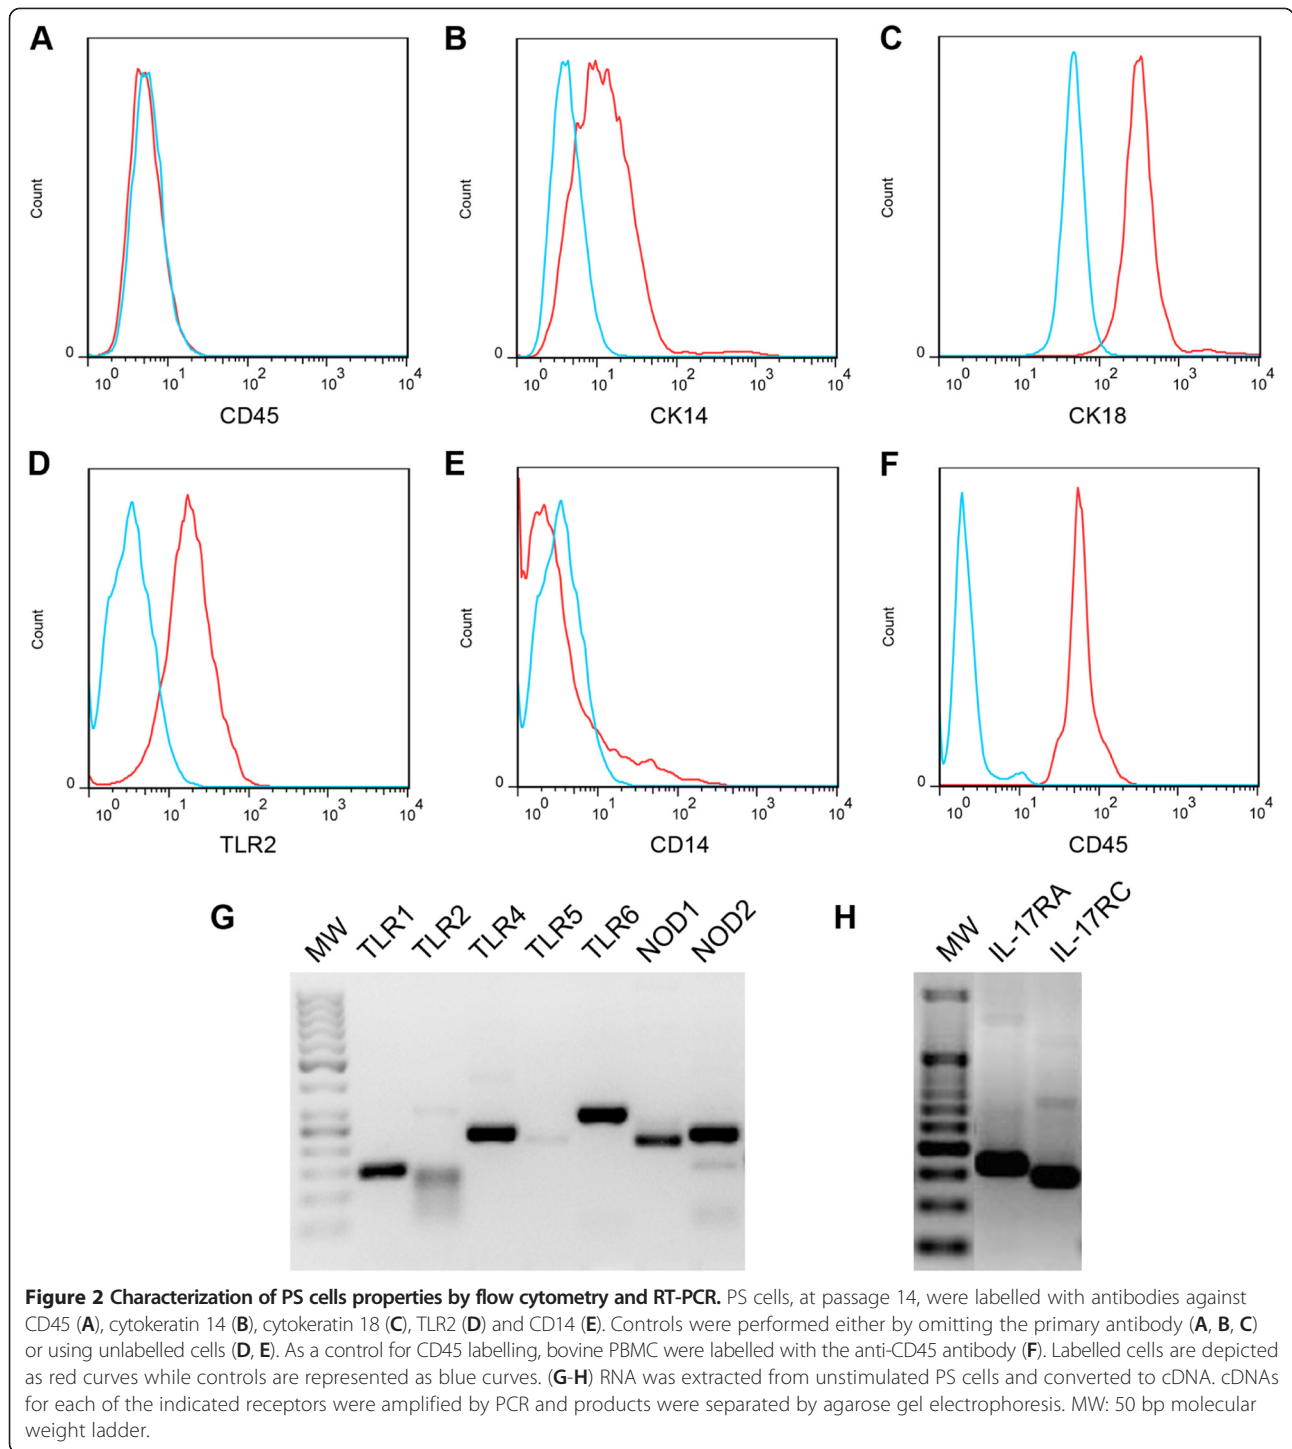 A
B
C
Count
Count
Count
0
0
0
10^0 10^1 10^2 10^3 10^4
10^0 10^1 10^2 10^3 10^4
10^0 10^1 10^2 10^3 10^4
CD45
CK14
CK18
D
E
F
Count
Count
Count
0
0
0
10^0 10^1 10^2 10^3 10^4
10^0 10^1 10^2 10^3 10^4
10^0 10^1 10^2 10^3 10^4
TLR2
CD14
CD45
G
MW TLR1 TLR2 TLR4 TLR5 TLR6 NOD1 NOD2
H
MW IL-17RA IL-17RC
Figure 2 Characterization of PS cells properties by flow cytometry and RT-PCR. PS cells, at passage 14, were labelled with antibodies against
CD45 (A), cytokeratin 14 (B), cytokeratin 18 (C), TLR2 (D) and CD14 (E). Controls were performed either by omitting the primary antibody (A, B, C)
or using unlabelled cells (D, E). As a control for CD45 labelling, bovine PBMC were labelled with the anti-CD45 antibody (F). Labelled cells are depicted
as red curves while controls are represented as blue curves. (G-H) RNA was extracted from unstimulated PS cells and converted to cDNA. cDNAs
for each of the indicated receptors were amplified by PCR and products were separated by agarose gel electrophoresis. MW: 50 bp molecular
weight ladder.